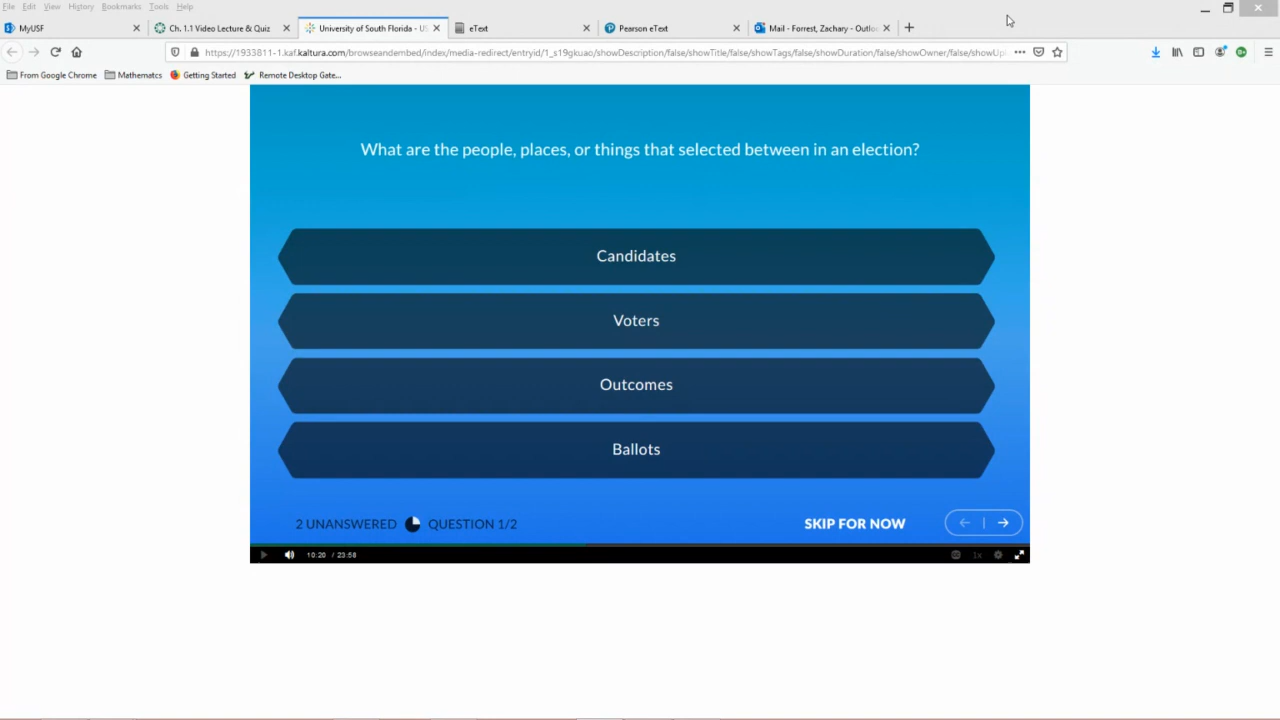 File Edit View History Bookmarks Tools Help
MyUSF
Ch. 1.1 Video Lecture & Quiz
University of South Florida - US
eText
Pearson eText
Mail - Forrest, Zachary - Outloo
https://1933811-1.kaf.kaltura.com/browseandembed/index/media-redirect/entryid/1_s19gkuao/showDescription/false/showTitle/false/showTags/false/showDuration/false/showOwner/false/showUp
From Google Chrome Mathematcs Getting Started Remote Desktop Gate...
What are the people, places, or things that selected between in an election?
Candidates
Voters
Outcomes
Ballots
2 UNANSWERED QUESTION 1/2 SKIP FOR NOW
10:20 / 23:58 1x